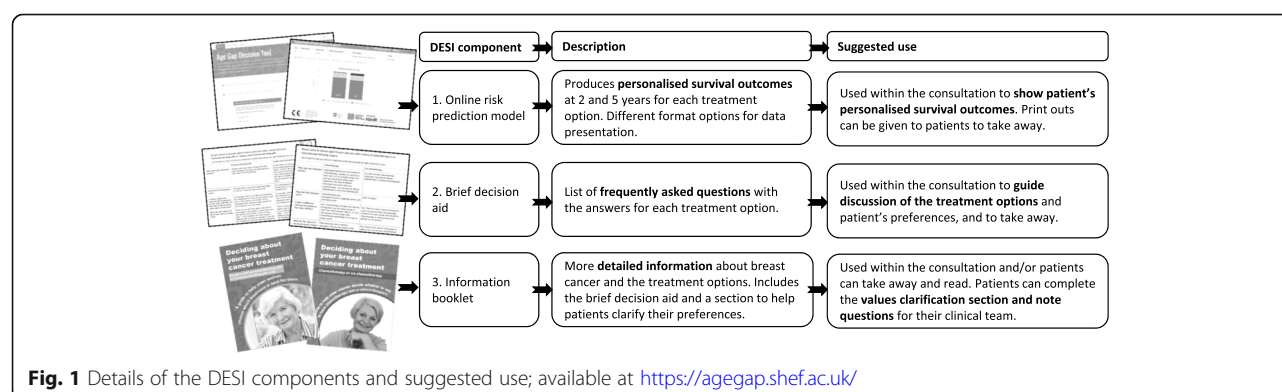 Age Gap Decision Tool
DESI component
Description
Suggested use
1. Online risk
prediction model
Produces personalised survival outcomes
at 2 and 5 years for each treatment
option. Different format options for data
presentation.
Used within the consultation to show patient's
personalised survival outcomes. Print outs
can be given to patients to take away.
2. Brief decision
aid
List of frequently asked questions with
the answers for each treatment option.
Used within the consultation to guide
discussion of the treatment options and
patient's preferences, and to take away.
Deciding about
your breast
cancer treatment
Deciding about
your breast
cancer treatment
3. Information
booklet
More detailed information about breast
cancer and the treatment options. Includes
the brief decision aid and a section to help
patients clarify their preferences.
Used within the consultation and/or patients
can take away and read. Patients can complete
the values clarification section and note
questions for their clinical team.
Fig. 1 Details of the DESI components and suggested use; available at https://agegap.shef.ac.uk/